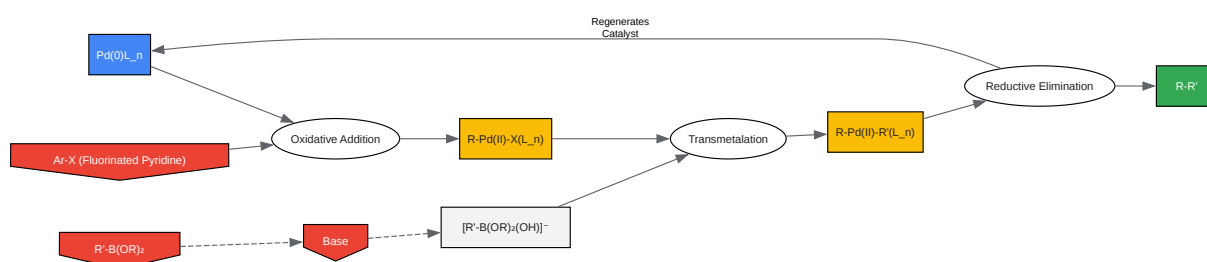 Regenerates
Catalyst
Pd(0)L_n
Reductive Elimination
R-R'
Oxidative Addition
R-Pd(II)-X(L_n)
Transmetalation
R-Pd(II)-R'(L_n)
Ar-X (Fluorinated Pyridine)
[R'-B(OR)₂(OH)]⁻
Base
R'-B(OR)₂